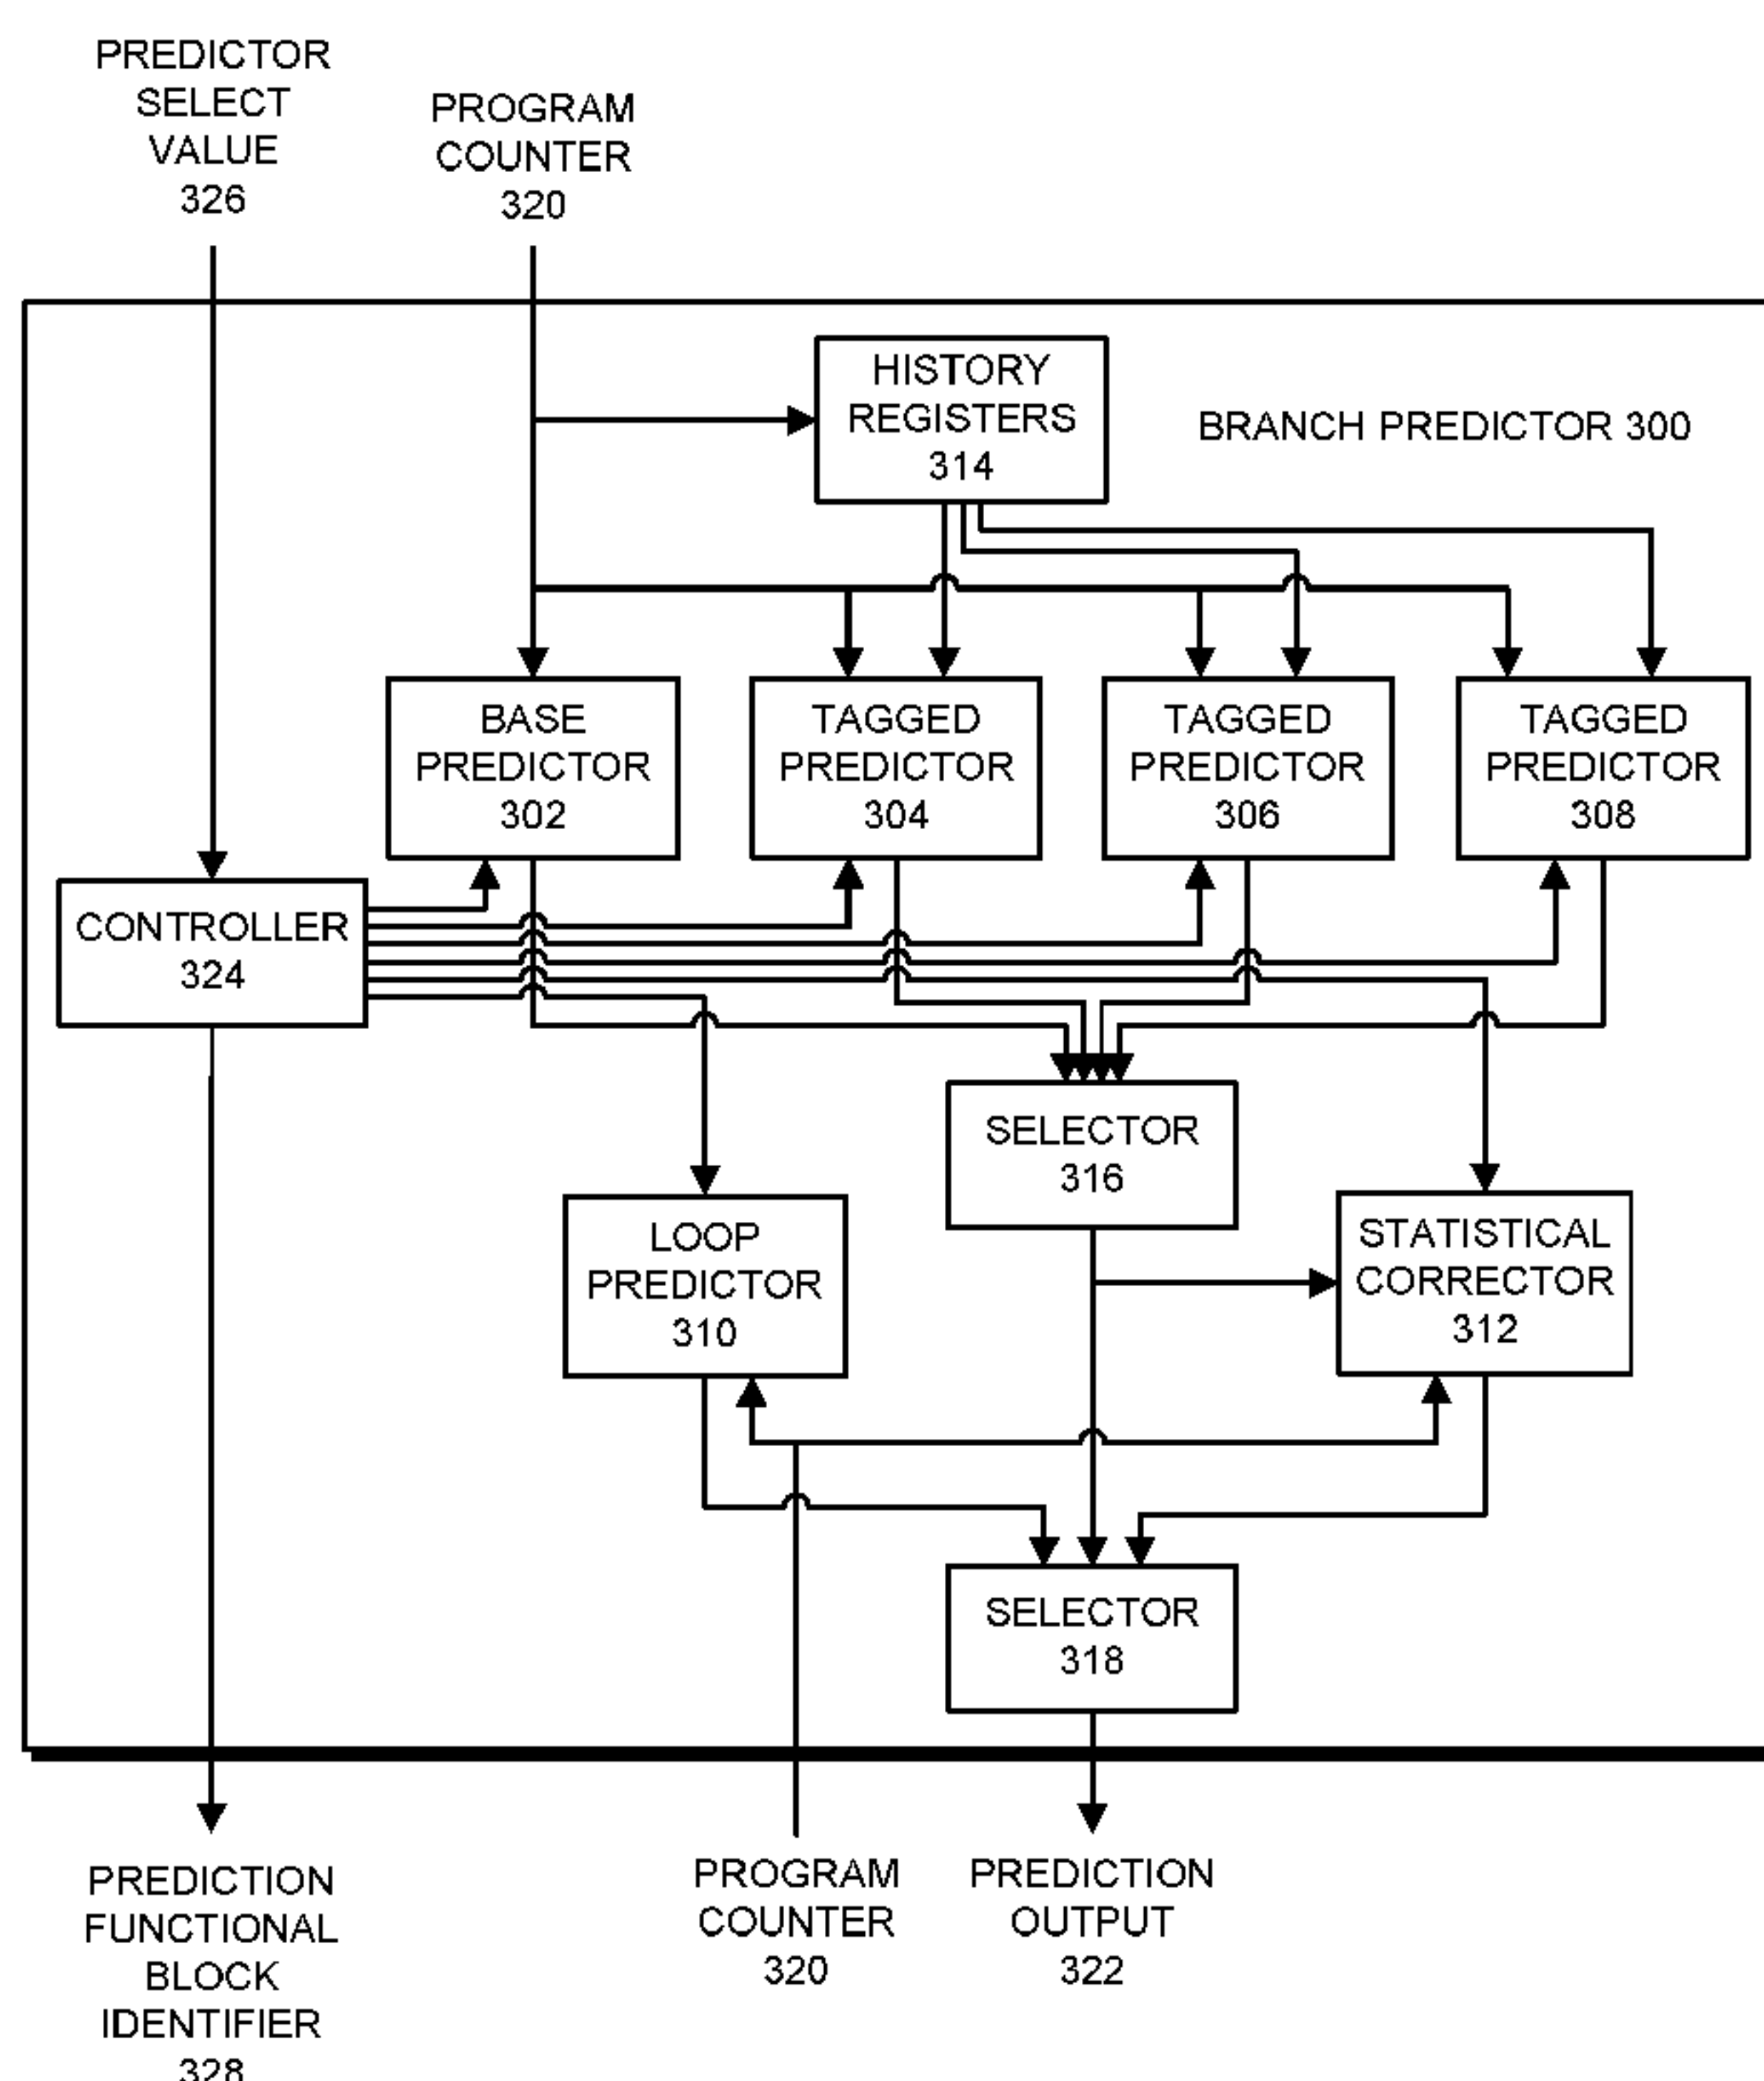 PREDICTOR
SELECT
VALUE
326
PROGRAM
COUNTER
320
HISTORY
REGISTERS
314
BRANCH PREDICTOR 300
BASE
PREDICTOR
302
TAGGED
PREDICTOR
304
TAGGED
PREDICTOR
306
TAGGED
PREDICTOR
308
CONTROLLER
324
SELECTOR
316
LOOP
PREDICTOR
310
STATISTICAL
CORRECTOR
312
SELECTOR
318
PREDICTION
FUNCTIONAL
BLOCK
IDENTIFIER
328
PROGRAM
COUNTER
320
PREDICTION
OUTPUT
322